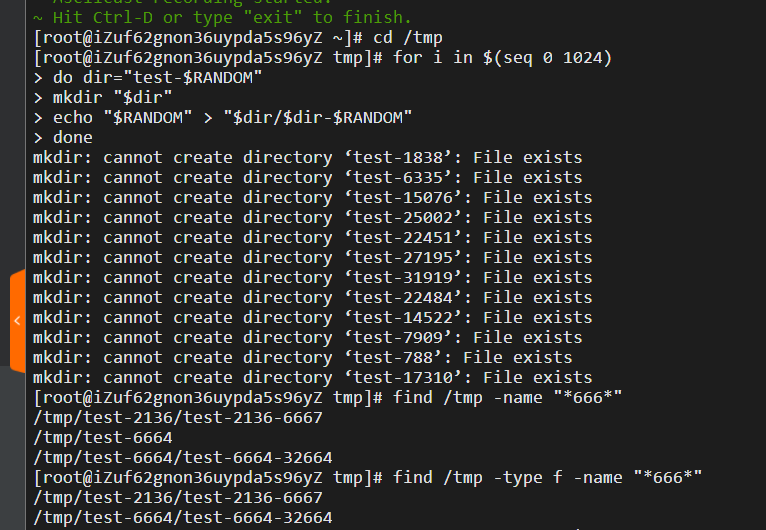 ~ Asciicast recording started.
~ Hit Ctrl-D or type "exit" to finish.
[root@iZuf62gnon36uypda5s96yZ ~]# cd /tmp
[root@iZuf62gnon36uypda5s96yZ tmp]# for i in $(seq 0 1024)
> do dir="test-$RANDOM"
> mkdir "$dir"
> echo "$RANDOM" > "$dir/$dir-$RANDOM"
> done
mkdir: cannot create directory ‘test-1838’: File exists
mkdir: cannot create directory ‘test-6335’: File exists
mkdir: cannot create directory ‘test-15076’: File exists
mkdir: cannot create directory ‘test-25002’: File exists
mkdir: cannot create directory ‘test-22451’: File exists
mkdir: cannot create directory ‘test-27195’: File exists
mkdir: cannot create directory ‘test-31919’: File exists
mkdir: cannot create directory ‘test-22484’: File exists
mkdir: cannot create directory ‘test-14522’: File exists
mkdir: cannot create directory ‘test-7909’: File exists
mkdir: cannot create directory ‘test-788’: File exists
mkdir: cannot create directory ‘test-17310’: File exists
[root@iZuf62gnon36uypda5s96yZ tmp]# find /tmp -name "*666*"
/tmp/test-2136/test-2136-6667
/tmp/test-6664
/tmp/test-6664/test-6664-32664
[root@iZuf62gnon36uypda5s96yZ tmp]# find /tmp -type f -name "*666*"
/tmp/test-2136/test-2136-6667
/tmp/test-6664/test-6664-32664